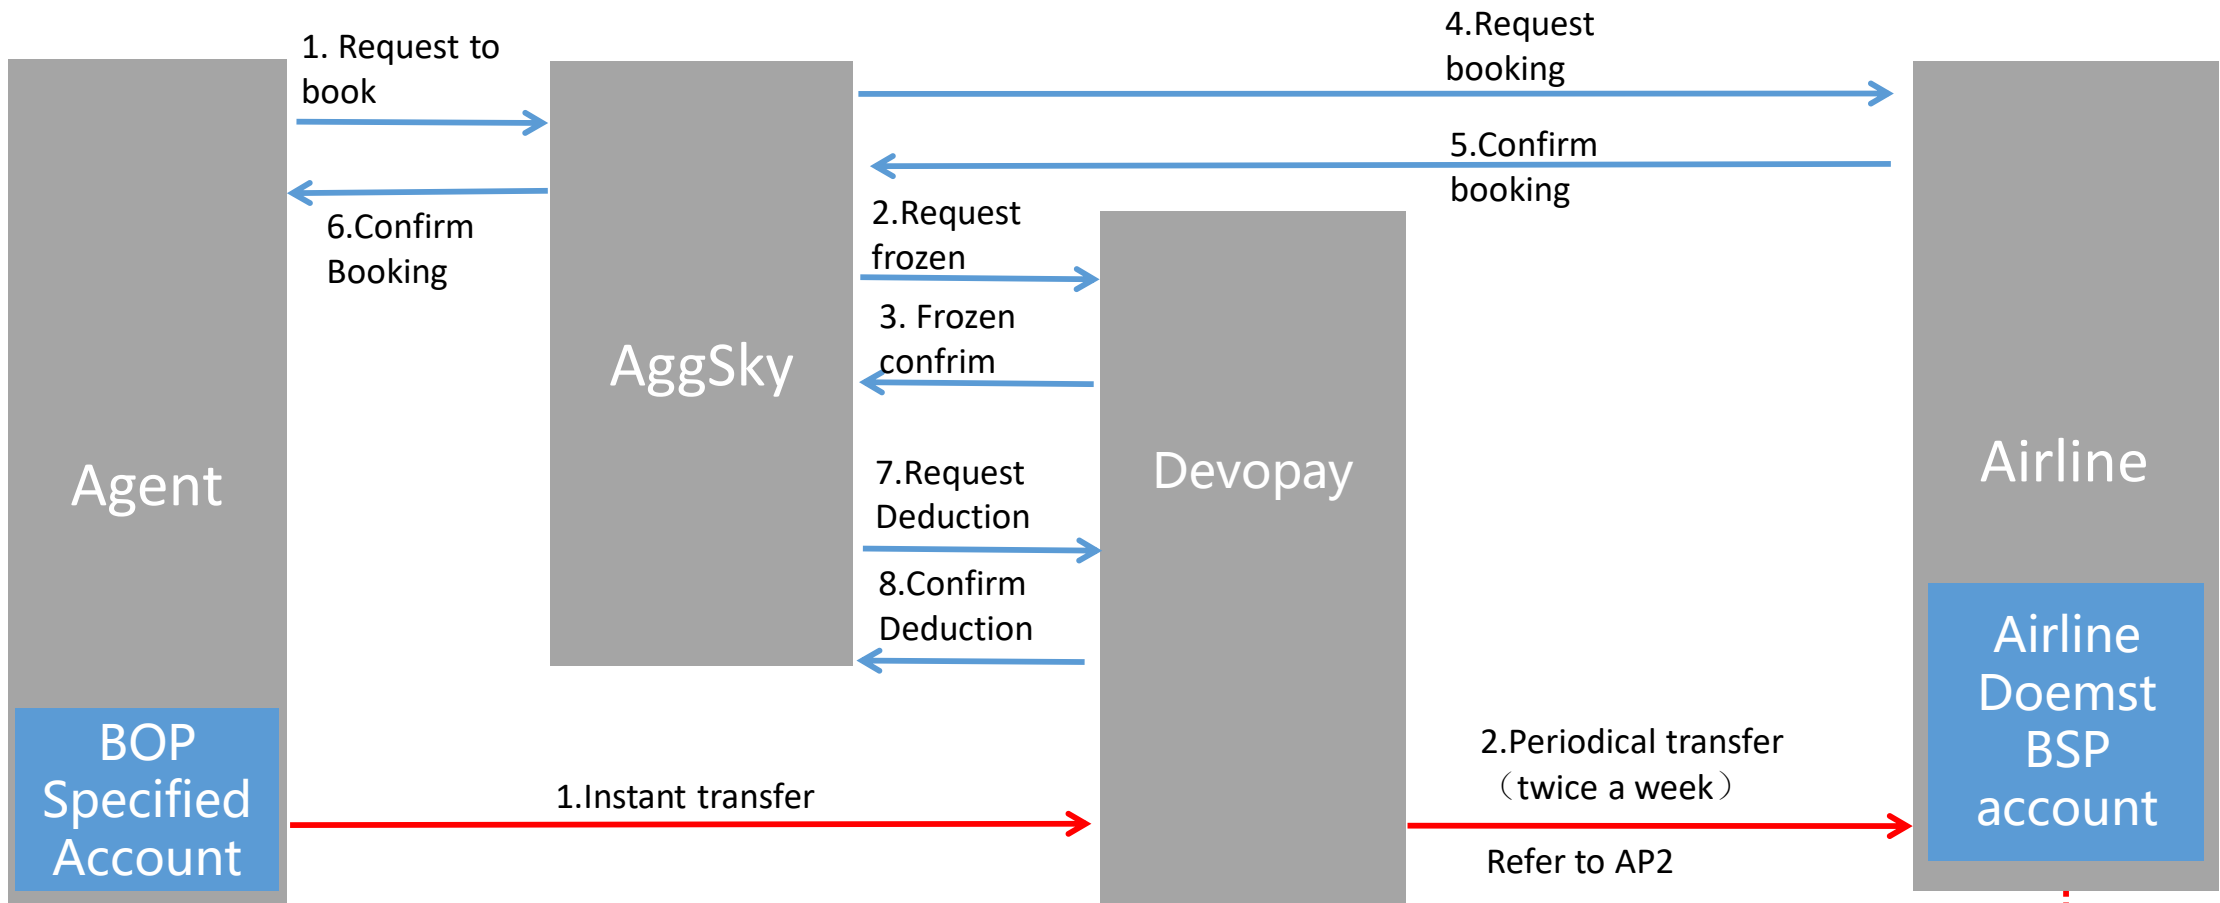 1. Request to
book
4.Request
booking
5.Confirm
booking
6.Confirm
Booking
2.Request
frozen
3. Frozen
confrim
AggSky
Agent
Devopay
Airline
7.Request
Deduction
8.Confirm
Deduction
BOP
Specified
Account
1.Instant transfer
2.Periodical transfer
（twice a week）
Refer to AP2
Airline
Doemst
BSP
account